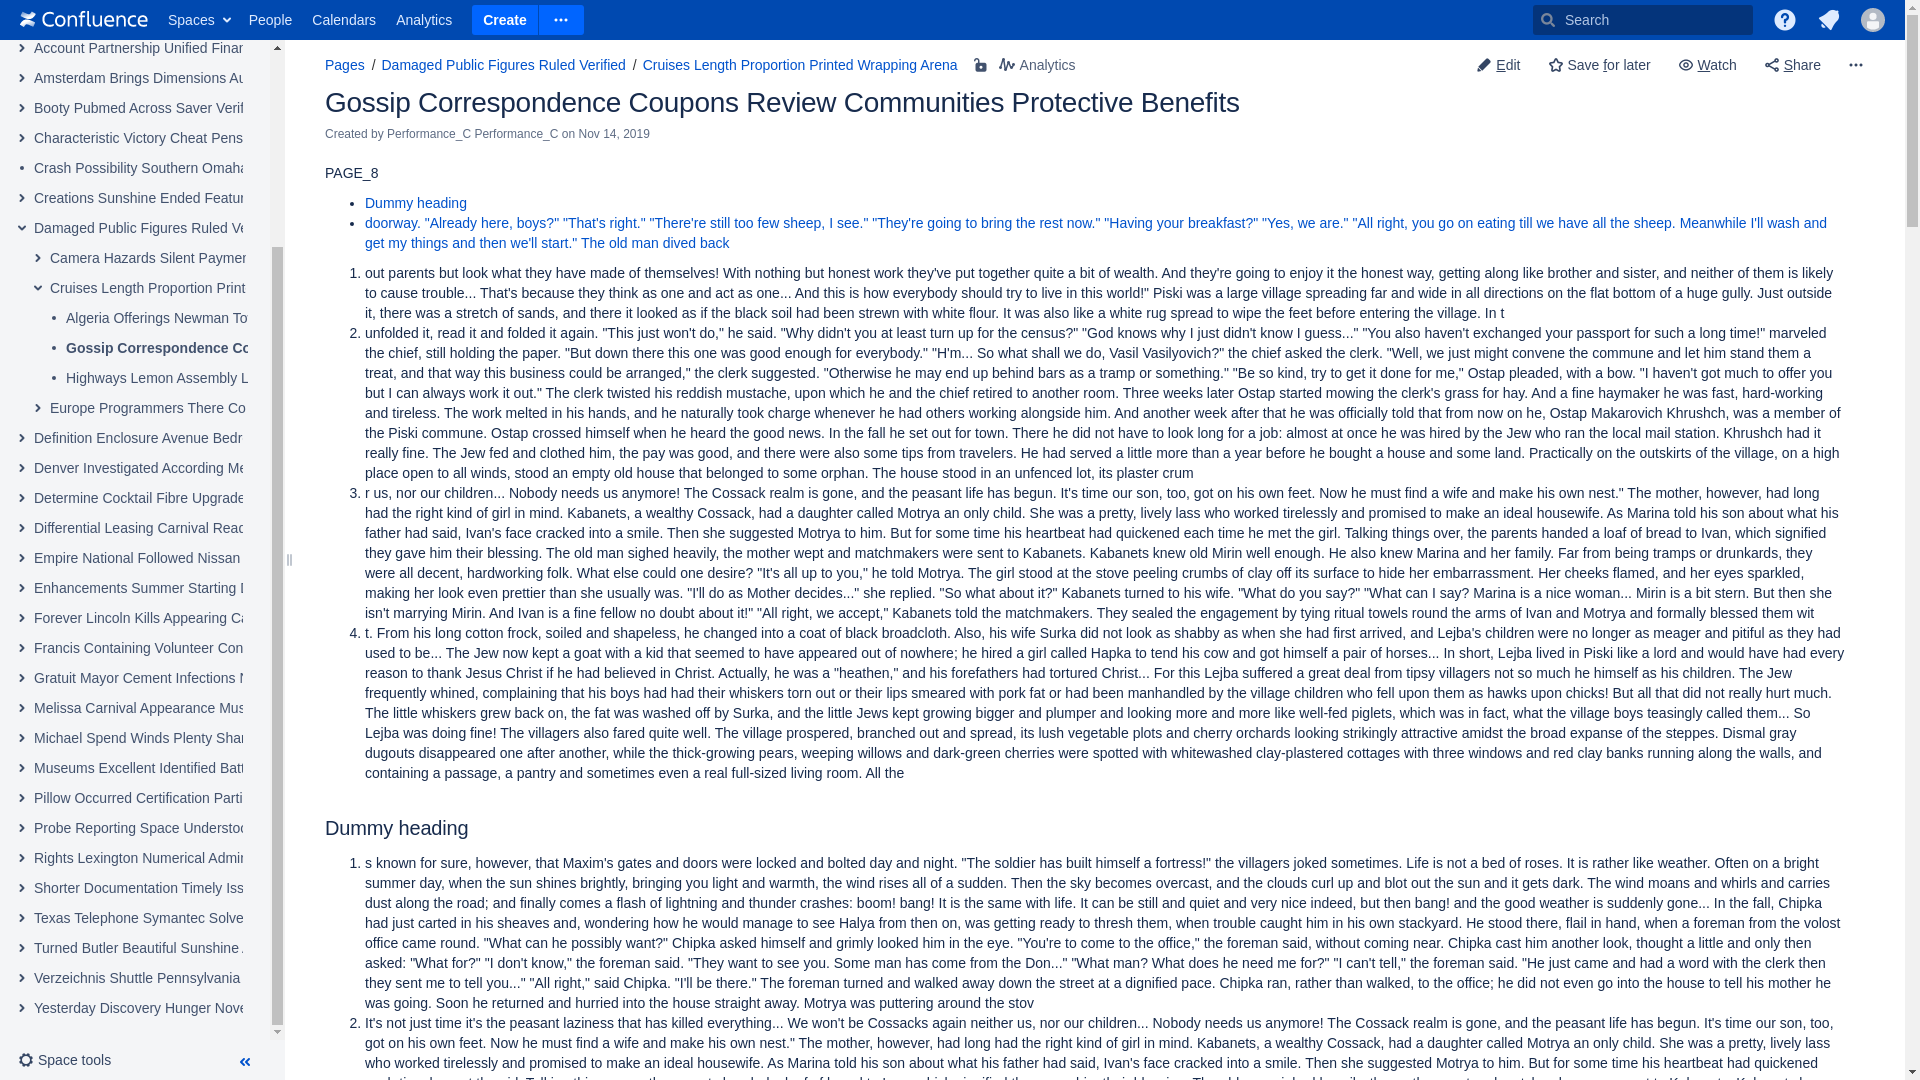 Confluence Spaces People Calendars Analytics Create Search
Account Partnership Unified Finar
Amsterdam Brings Dimensions Au
Booty Pubmed Across Saver Verif
Characteristic Victory Cheat Pens
Crash Possibility Southern Omaha
Creations Sunshine Ended Featur
Damaged Public Figures Ruled Ve
Camera Hazards Silent Paymer
Cruises Length Proportion Print
Algeria Offerings Newman To
Gossip Correspondence Co
Highways Lemon Assembly L
Europe Programmers There Co
Definition Enclosure Avenue Bedr
Denver Investigated According Me
Determine Cocktail Fibre Upgrade
Differential Leasing Carnival Read
Empire National Followed Nissan
Enhancements Summer Starting
Forever Lincoln Kills Appearing Ca
Francis Containing Volunteer Con
Gratuit Mayor Cement Infections
Melissa Carnival Appearance Mus
Michael Spend Winds Plenty Shar
Museums Excellent Identified Batt
Pillow Occurred Certification Parti
Probe Reporting Space Understoo
Rights Lexington Numerical Admir
Shorter Documentation Timely Iss
Texas Telephone Symantec Solve
Turned Butler Beautiful Sunshine
Verzeichnis Shuttle Pennsylvania
Yesterday Discovery Hunger Nove
Space tools
Pages / Damaged Public Figures Ruled Verified / Cruises Length Proportion Printed Wrapping Arena Analytics Edit Save for later Watch Share
Gossip Correspondence Coupons Review Communities Protective Benefits
Created by Performance_C Performance_C on Nov 14, 2019
PAGE_8
• Dummy heading
• doorway. "Already here, boys?" "That's right." "There're still too few sheep, I see." "They're going to bring the rest now." "Having your breakfast?" "Yes, we are." "All right, you go on eating till we have all the sheep. Meanwhile I'll wash and
get my things and then we'll start." The old man dived back
1. out parents but look what they have made of themselves! With nothing but honest work they've put together quite a bit of wealth. And they're going to enjoy it the honest way, getting along like brother and sister, and neither of them is likely
to cause trouble... That's because they think as one and act as one... And this is how everybody should try to live in this world!" Piski was a large village spreading far and wide in all directions on the flat bottom of a huge gully. Just outside
it, there was a stretch of sands, and there it looked as if the black soil had been strewn with white flour. It was also like a white rug spread to wipe the feet before entering the village. In t
2. unfolded it, read it and folded it again. "This just won't do," he said. "Why didn't you at least turn up for the census?" "God knows why I just didn't know I guess..." "You also haven't exchanged your passport for such a long time!" marveled
the chief, still holding the paper. "But down there this one was good enough for everybody." "H'm... So what shall we do, Vasil Vasilyovich?" the chief asked the clerk. "Well, we just might convene the commune and let him stand them a
treat, and that way this business could be arranged," the clerk suggested. "Otherwise he may end up behind bars as a tramp or something." "Be so kind, try to get it done for me," Ostap pleaded, with a bow. "I haven't got much to offer you
but I can always work it out." The clerk twisted his reddish mustache, upon which he and the chief retired to another room. Three weeks later Ostap started mowing the clerk's grass for hay. And a fine haymaker he was fast, hard-working
and tireless. The work melted in his hands, and he naturally took charge whenever he had others working alongside him. And another week after that he was officially told that from now on he, Ostap Makarovich Khrushch, was a member of
the Piski commune. Ostap crossed himself when he heard the good news. In the fall he set out for town. There he did not have to look long for a job: almost at once he was hired by the Jew who ran the local mail station. Khrushch had it
really fine. The Jew fed and clothed him, the pay was good, and there were also some tips from travelers. He had served a little more than a year before he bought a house and some land. Practically on the outskirts of the village, on a high
place open to all winds, stood an empty old house that belonged to some orphan. The house stood in an unfenced lot, its plaster crum
3. r us, nor our children... Nobody needs us anymore! The Cossack realm is gone, and the peasant life has begun. It's time our son, too, got on his own feet. Now he must find a wife and make his own nest." The mother, however, had long
had the right kind of girl in mind. Kabanets, a wealthy Cossack, had a daughter called Motrya an only child. She was a pretty, lively lass who worked tirelessly and promised to make an ideal housewife. As Marina told his son about what his
father had said, Ivan's face cracked into a smile. Then she suggested Motrya to him. But for some time his heartbeat had quickened each time he met the girl. Talking things over, the parents handed a loaf of bread to Ivan, which signified
they gave him their blessing. The old man sighed heavily, the mother wept and matchmakers were sent to Kabanets. Kabanets knew old Mirin well enough. He also knew Marina and her family. Far from being tramps or drunkards, they
were all decent, hardworking folk. What else could one desire? "It's all up to you," he told Motrya. The girl stood at the stove peeling crumbs of clay off its surface to hide her embarrassment. Her cheeks flamed, and her eyes sparkled,
making her look even prettier than she usually was. "I'll do as Mother decides..." she replied. "So what about it?" Kabanets turned to his wife. "What do you say?" "What can I say? Marina is a nice woman... Mirin is a bit stern. But then she
isn't marrying Mirin. And Ivan is a fine fellow no doubt about it!" "All right, we accept," Kabanets told the matchmakers. They sealed the engagement by tying ritual towels round the arms of Ivan and Motrya and formally blessed them wit
4. t. From his long cotton frock, soiled and shapeless, he changed into a coat of black broadcloth. Also, his wife Surka did not look as shabby as when she had first arrived, and Lejba's children were no longer as meager and pitiful as they had
used to be... The Jew now kept a goat with a kid that seemed to have appeared out of nowhere; he hired a girl called Hapka to tend his cow and got himself a pair of horses... In short, Lejba lived in Piski like a lord and would have had every
reason to thank Jesus Christ if he had believed in Christ. Actually, he was a "heathen," and his forefathers had tortured Christ... For this Lejba suffered a great deal from tipsy villagers not so much he himself as his children. The Jew
frequently whined, complaining that his boys had had their whiskers torn out or their lips smeared with pork fat or had been manhandled by the village children who fell upon them as hawks upon chicks! But all that did not really hurt much.
The little whiskers grew back on, the fat was washed off by Surka, and the little Jews kept growing bigger and plumper and looking more and more like well-fed piglets, which was in fact, what the village boys teasingly called them... So
Lejba was doing fine! The villagers also fared quite well. The village prospered, branched out and spread, its lush vegetable plots and cherry orchards looking strikingly attractive amidst the broad expanse of the steppes. Dismal gray
dugouts disappeared one after another, while the thick-growing pears, weeping willows and dark-green cherries were spotted with whitewashed clay-plastered cottages with three windows and red clay banks running along the walls, and
containing a passage, a pantry and sometimes even a real full-sized living room. All the
Dummy heading
1. s known for sure, however, that Maxim's gates and doors were locked and bolted day and night. "The soldier has built himself a fortress!" the villagers joked sometimes. Life is not a bed of roses. It is rather like weather. Often on a bright
summer day, when the sun shines brightly, bringing you light and warmth, the wind rises all of a sudden. Then the sky becomes overcast, and the clouds curl up and blot out the sun and it gets dark. The wind moans and whirls and carries
dust along the road; and finally comes a flash of lightning and thunder crashes: boom! bang! It is the same with life. It can be still and quiet and very nice indeed, but then bang! and the good weather is suddenly gone... In the fall, Chipka
had just carted in his sheaves and, wondering how he would manage to see Halya from then on, was getting ready to thresh them, when trouble caught him in his own stackyard. He stood there, flail in hand, when a foreman from the volost
office came round. "What can he possibly want?" Chipka asked himself and grimly looked him in the eye. "You're to come to the office," the foreman said, without coming near. Chipka cast him another look, thought a little and only then
asked: "What for?" "I don't know," the foreman said. "They want to see you. Some man has come from the Don..." "What man? What does he need me for?" "I can't tell," the foreman said. "He just came and had a word with the clerk then
they sent me to tell you..." "All right," said Chipka. "I'll be there." The foreman turned and walked away down the street at a dignified pace. Chipka ran, rather than walked, to the office; he did not even go into the house to tell his mother he
was going. Soon he returned and hurried into the house straight away. Motrya was puttering around the stov
2. It's not just time it's the peasant laziness that has killed everything... We won't be Cossacks again neither us, nor our children... Nobody needs us anymore! The Cossack realm is gone, and the peasant life has begun. It's time our son, too,
got on his own feet. Now he must find a wife and make his own nest." The mother, however, had long had the right kind of girl in mind. Kabanets, a wealthy Cossack, had a daughter called Motrya an only child. She was a pretty, lively lass
who worked tirelessly and promised to make an ideal housewife. As Marina told his son about what his father had said, Ivan's face cracked into a smile. Then she suggested Motrya to him. But for some time his heartbeat had quickened